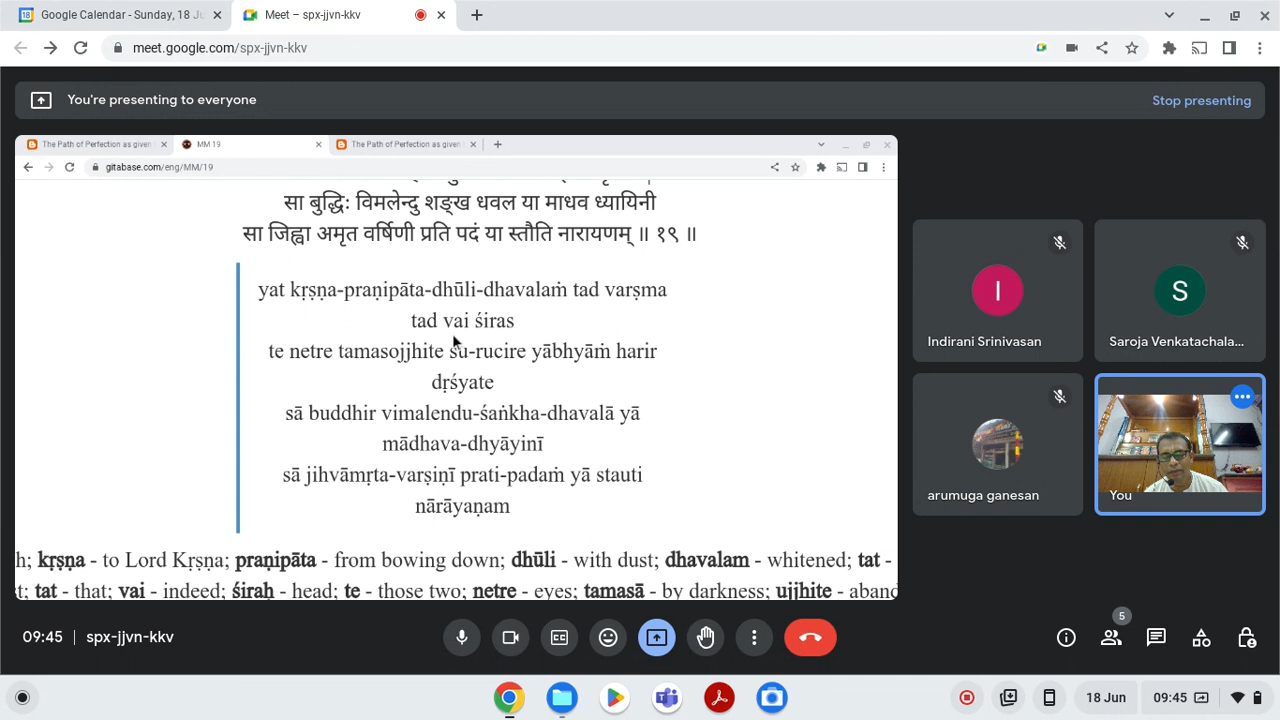 Google Calendar - Sunday, 18 Ju
Meet – spx-jjvn-kkv
meet.google.com/spx-jjvn-kkv
You're presenting to everyone
Stop presenting
The Path of Perfection as given
MM 19
The Path of Perfection as given
gitabase.com/eng/MM/19
सा बुद्धिः विमलेन्दु शङ्ख धवल या माधव ध्यायिनी
सा जिह्वा अमृत वर्षिणी प्रति पदं या स्तौति नारायणम् ॥ १९ ॥
yat kṛṣṇa-praṇipāta-dhūli-dhavalaṁ tad varṣma
tad vai śiras
te netre tamasojjhite su-rucire yābhyāṁ harir
dṛśyate
sā buddhir vimalendu-śaṅkha-dhavalā yā
mādhava-dhyāyinī
sā jihvāmṛta-varṣiṇī prati-padaṁ yā stauti
nārāyaṇam
h; kṛṣṇa - to Lord Kṛṣṇa; praṇipāta - from bowing down; dhūli - with dust; dhavalam - whitened; tat -
t; tat - that; vai - indeed; śiraḥ - head; te - those two; netre - eyes; tamasā - by darkness; ujjhite - aband
I
Indirani Srinivasan
S
Saroja Venkatachala...
arumuga ganesan
You
09:45 | spx-jjvn-kkv
5
18 Jun
09:45